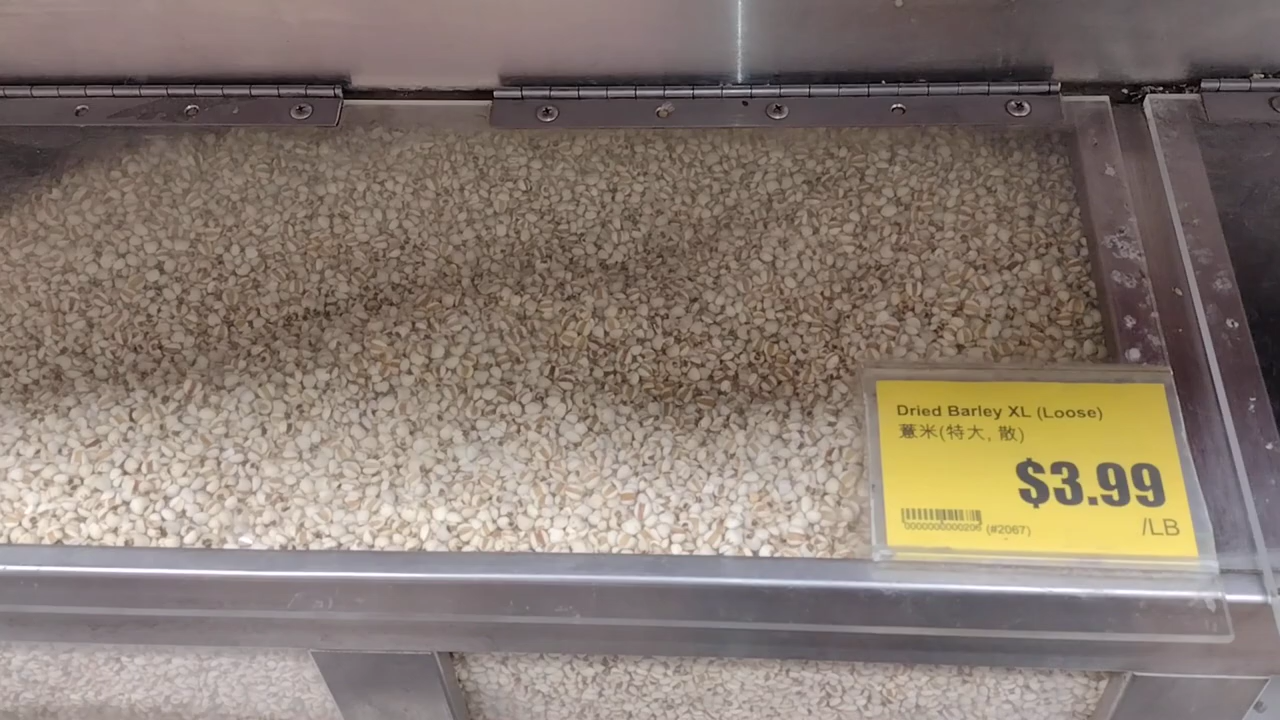 Dried Barley XL (Loose)
薏米(特大, 散)
$3.99
/LB
(#2067)